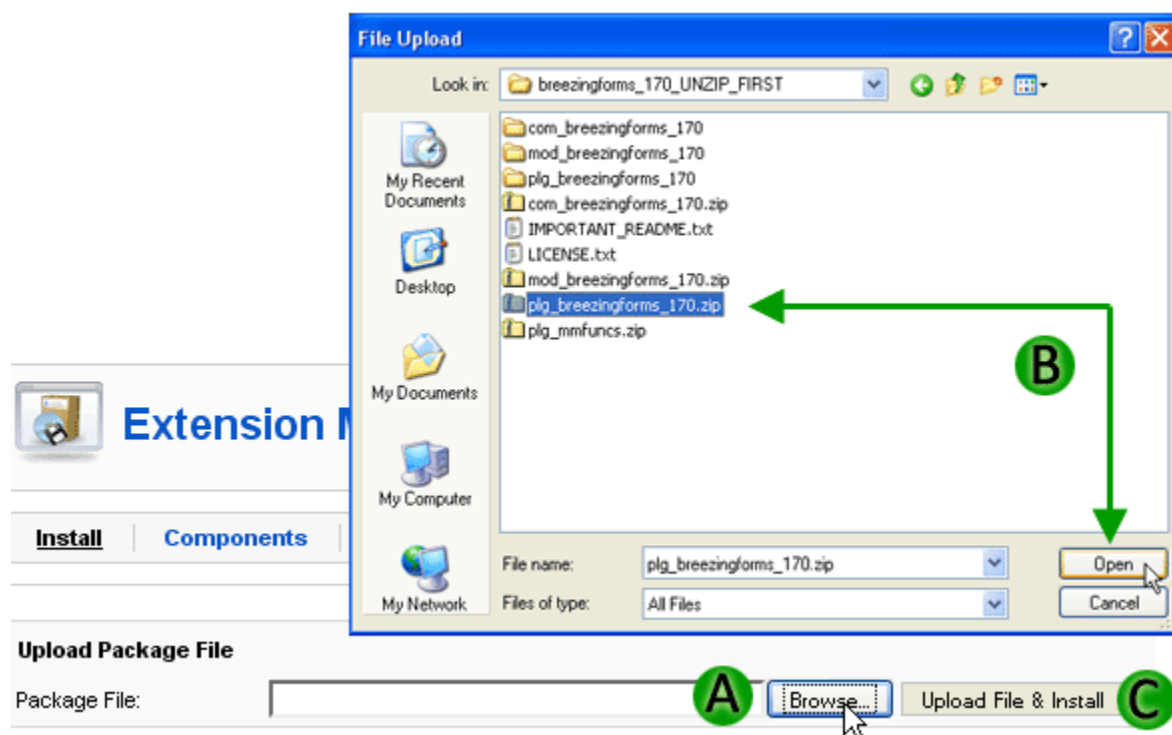 File Upload
Look in: breezingforms_170_UNZIP_FIRST
My Recent Documents
Desktop
My Documents
My Computer
My Network
com_breezingforms_170
mod_breezingforms_170
plg_breezingforms_170
com_breezingforms_170.zip
IMPORTANT_README.txt
LICENSE.txt
mod_breezingforms_170.zip
plg_breezingforms_170.zip
plg_mmfuncs.zip
B
File name: plg_breezingforms_170.zip Open
Files of type: All Files Cancel
Extension
Install Components
Upload Package File
Package File: A Browse... Upload File & Install C